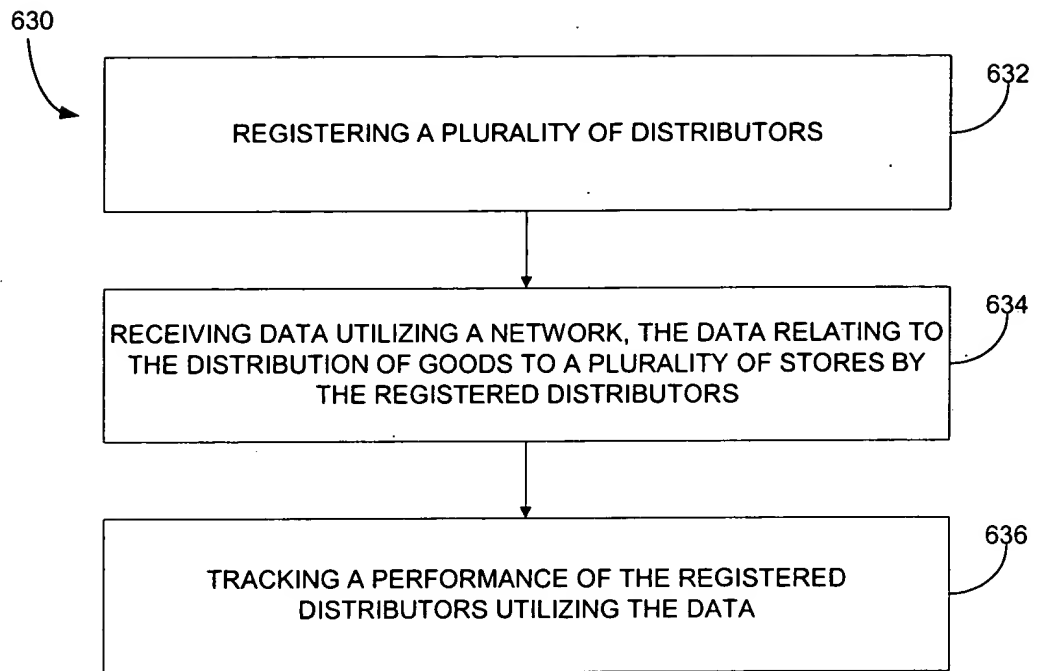 630
632
REGISTERING A PLURALITY OF DISTRIBUTORS
634
RECEIVING DATA UTILIZING A NETWORK, THE DATA RELATING TO
THE DISTRIBUTION OF GOODS TO A PLURALITY OF STORES BY
THE REGISTERED DISTRIBUTORS
636
TRACKING A PERFORMANCE OF THE REGISTERED
DISTRIBUTORS UTILIZING THE DATA